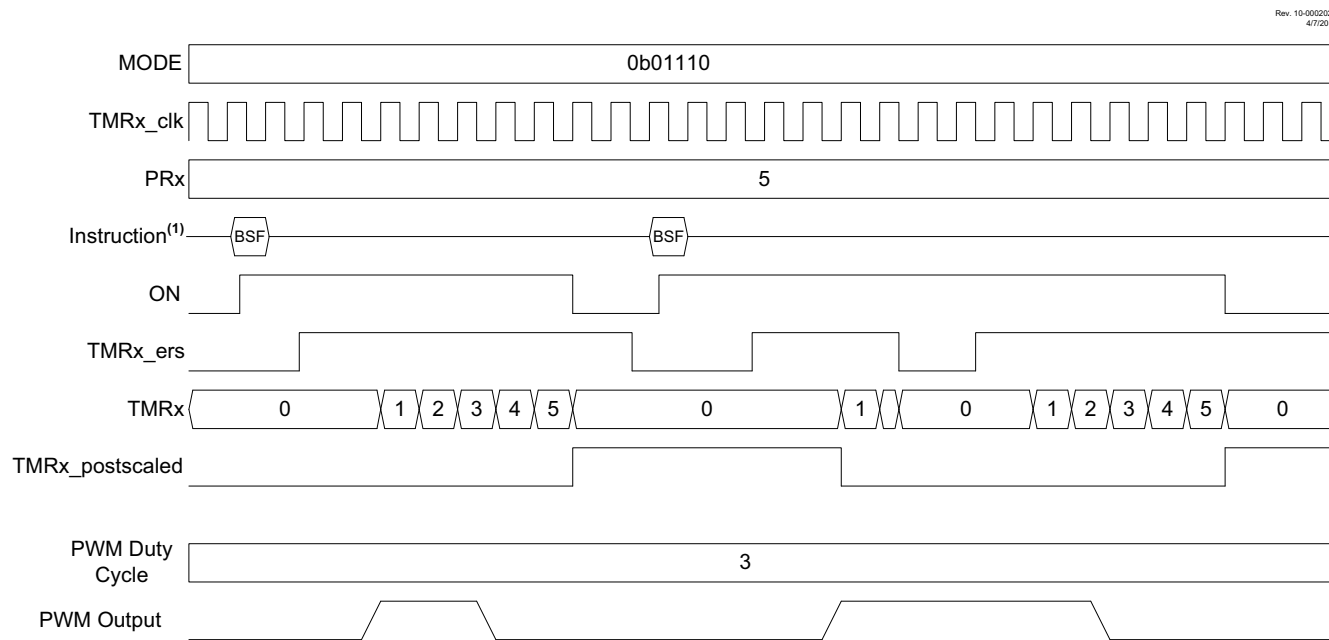 Rev. 10-000202
4/7/20
MODE 0b01110
TMRx_clk
PRx 5
Instruction(1) BSF BSF
ON
TMRx_ers
TMRx 0 1 2 3 4 5 0 1 0 1 2 3 4 5 0
TMRx_postscaled
PWM Duty
Cycle 3
PWM Output